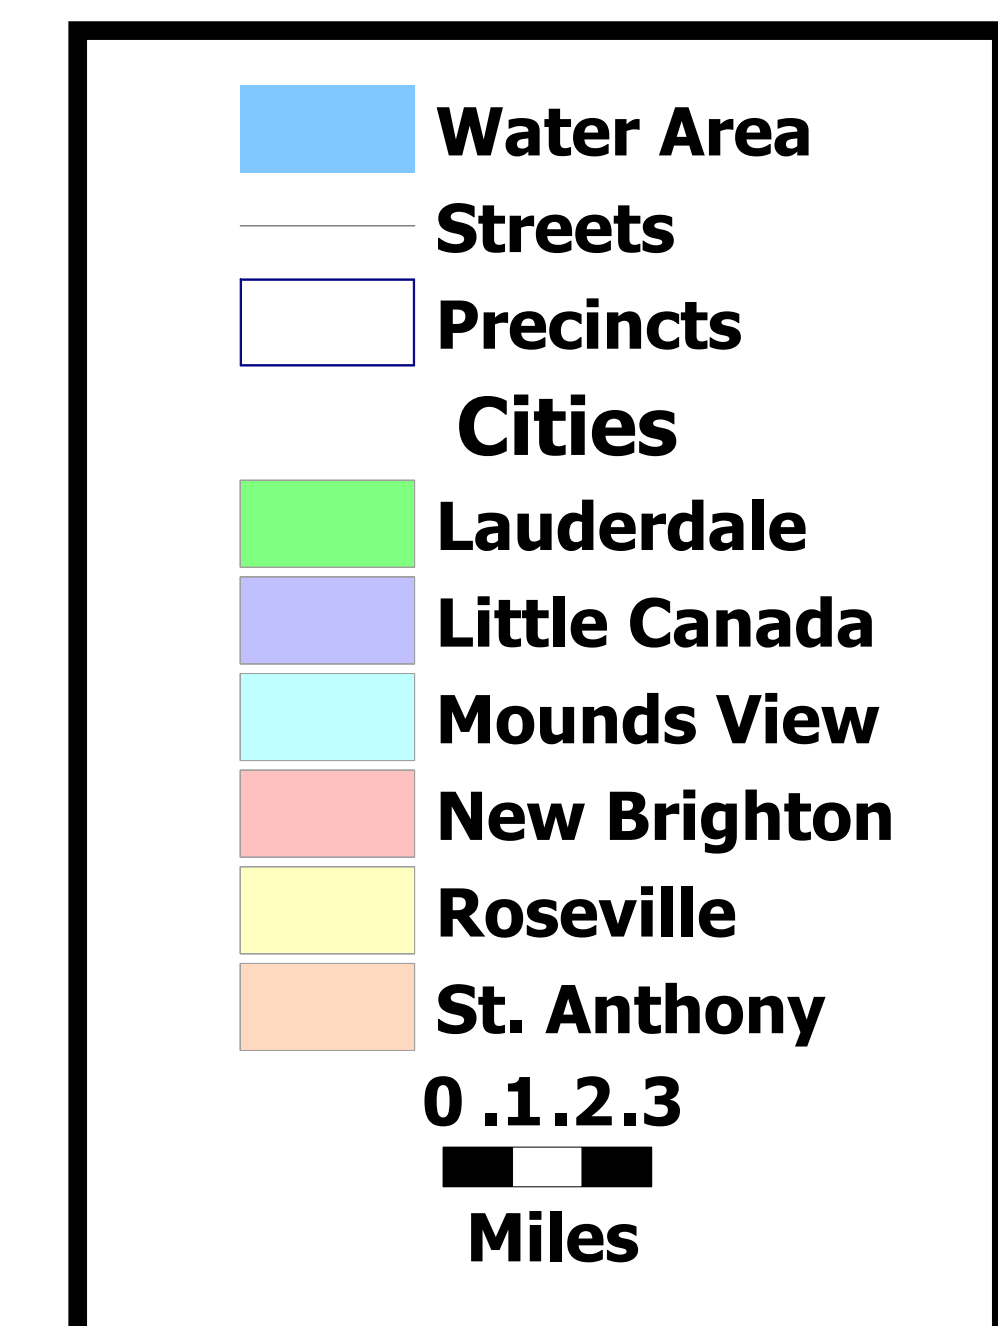 Water Area
Streets
Precincts
Cities
Lauderdale
Little Canada
Mounds View
New Brighton
Roseville
St. Anthony
0 .1 .2 .3
Miles